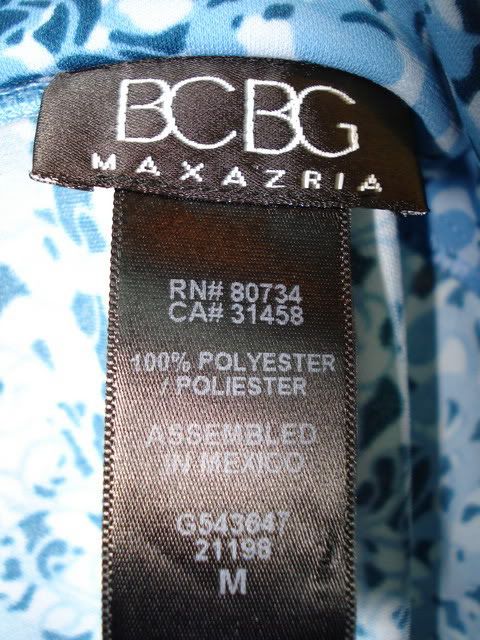 BCBG
MAXAZRIA
RN# 80734
CA# 31458
100% POLYESTER
/ POLIESTER
ASSEMBLED
IN MEXICO
G543647
21198
M